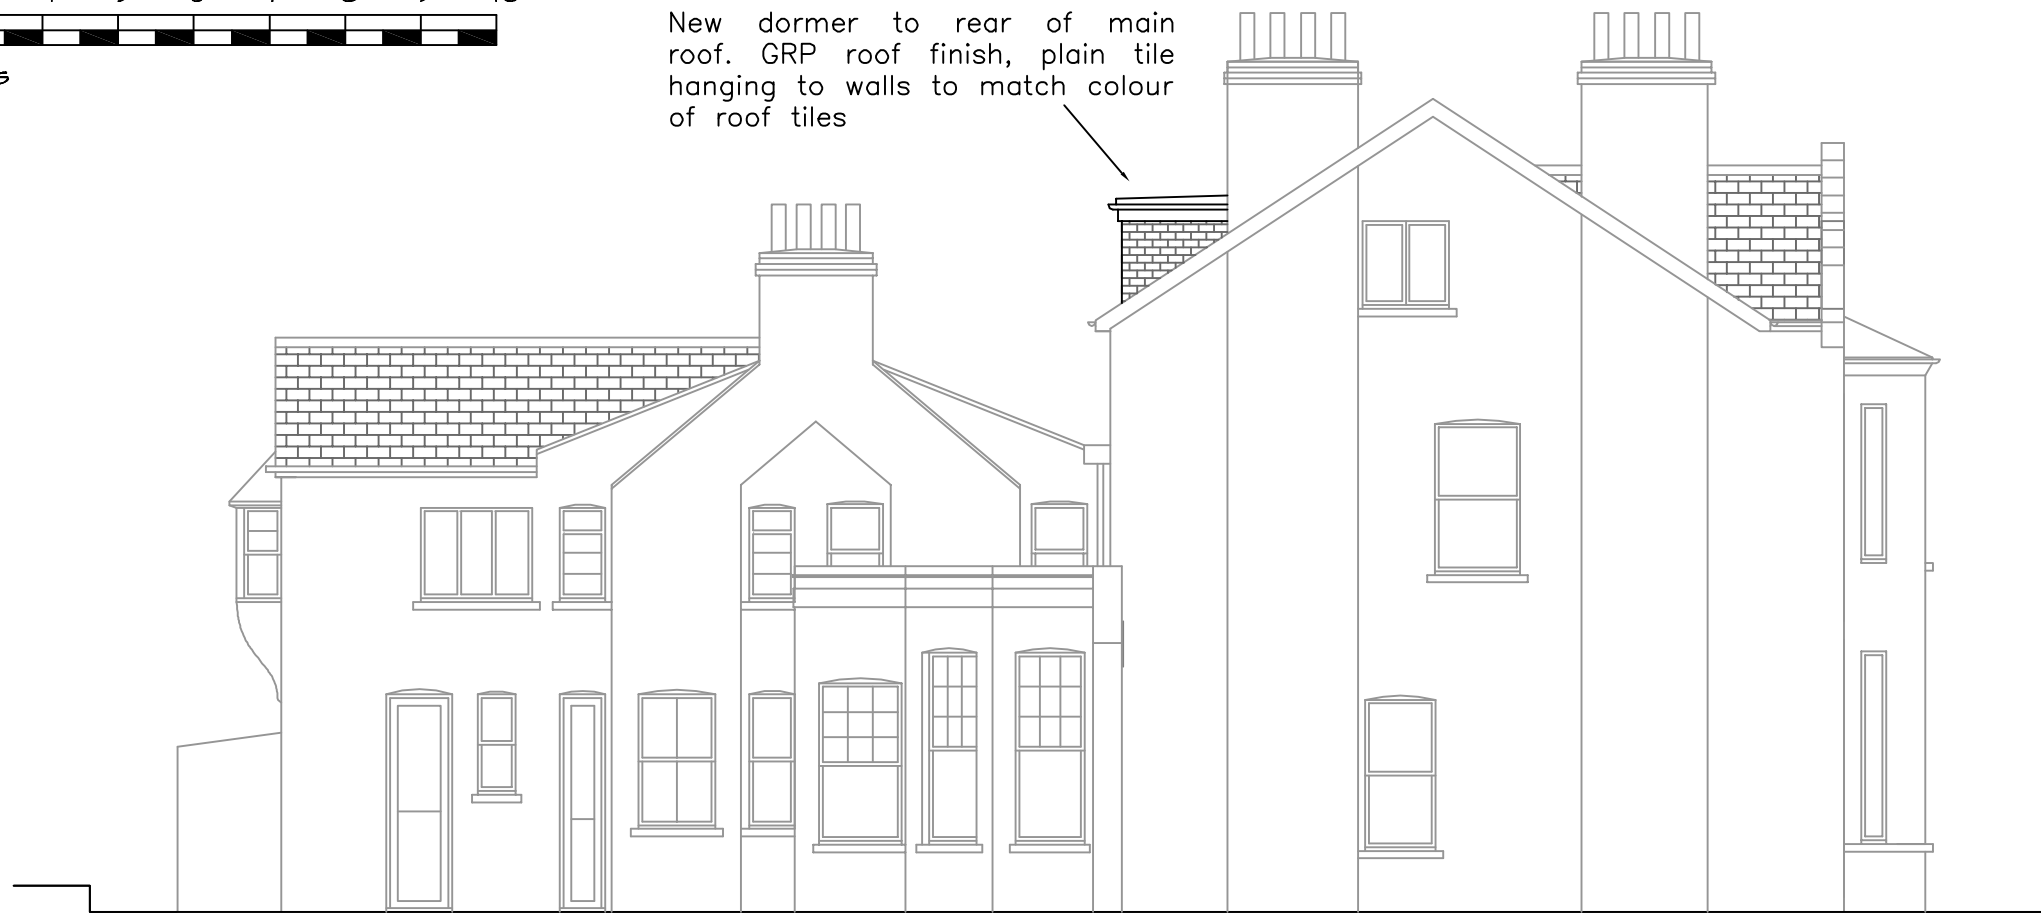 New dormer to rear of main
roof. GRP roof finish, plain tile
hanging to walls to match colour
of roof tiles